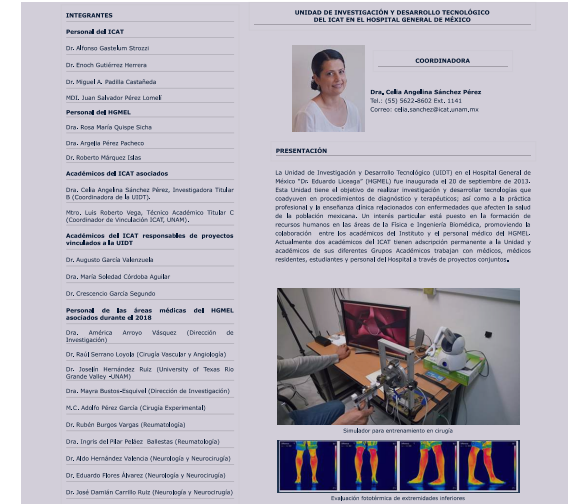 INTEGRANTES
Personal del ICAT
Dr. Alfonso Gastelum Strozzi
Dr. Enoch Gutiérrez Herrera
Dr. Miguel A. Padilla Castañeda
MDI. Juan Salvador Pérez Lomelí
Personal del HGMEL
Dra. Rosa María Quispe Sicha
Dra. Argelia Pérez Pacheco
Dr. Roberto Márquez Islas
Académicos del ICAT asociados
Dra. Celia Angelina Sánchez Pérez, Investigadora Titular
B (Coordinadora de la UIDT).
Mtro. Luis Roberto Vega, Técnico Académico Titular C
(Coordinador de Vinculación ICAT, UNAM).
Académicos del ICAT responsables de proyectos
vinculados a la UIDT
Dr. Augusto García Valenzuela
Dra. María Soledad Córdoba Aguilar
Dr. Crescencio García Segundo
Personal de las áreas médicas del HGMEL
asociados durante el 2018
Dra. América Arroyo Vásquez (Dirección de
Investigación)
Dr. Raúl Serrano Loyola (Cirugía Vascular y Angiología)
Dr. Joselin Hernández Ruiz (University of Texas Rio
Grande Valley -UNAM)
Dra. Mayre Bustos-Esquivel (Dirección de Investigación)
M.C. Adolfo Pérez García (Cirugía Experimental)
Dr. Rubén Burgos Vargas (Reumatología)
Dra. Ingris del Pilar Peláez Ballestas (Reumatología)
Dr. Aldo Hernández Valencia (Neurología y Neurocirugía)
Dr. Eduardo Flores Álvarez (Neurología y Neurocirugía)
Dr. José Damián Carrillo Ruiz (Neurología y Neurocirugía)
UNIDAD DE INVESTIGACIÓN Y DESARROLLO TECNOLÓGICO
DEL ICAT EN EL HOSPITAL GENERAL DE MÉXICO
COORDINADORA
Dra. Celia Angelina Sánchez Pérez
Tel.: (55) 5622-8602 Ext. 1141
Correo: celia.sanchez@icat.unam.mx
PRESENTACIÓN
La Unidad de Investigación y Desarrollo Tecnológico (UIDT) en el Hospital General de
México "Dr. Eduardo Liceaga" (HGMEL) fue inaugurada el 20 de septiembre de 2013.
Esta Unidad tiene el objetivo de realizar investigación y desarrollar tecnologías que
coadyuven en procedimientos de diagnóstico y terapéuticos; así como a la práctica
profesional y la enseñanza clínica relacionados con enfermedades que afecten la salud
de la población mexicana. Un interés particular está puesto en la formación de
recursos humanos en las áreas de la Física e Ingeniería Biomédica, promoviendo la
colaboración entre los académicos del Instituto y el personal médico del HGMEL.
Actualmente dos académicos del ICAT tienen adscripción permanente a la Unidad y
académicos de sus diferentes Grupos Académicos trabajan con médicos, médicos
residentes, estudiantes y personal del Hospital a través de proyectos conjuntos.
Simulador para entrenamiento en cirugía
Evaluación fototérmica de extremidades inferiores